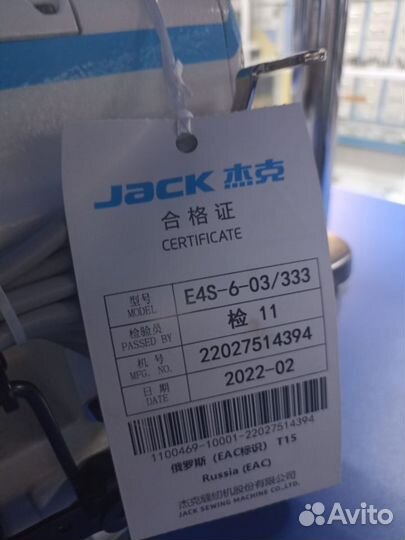 JACK 杰克
合格证
CERTIFICATE
型号 MODEL E4S-6-03/333
检验员 PASSED BY 检 11
机号 MFG. NO. 22027514394
日期 DATE 2022-02
1100469-10001-22027514394
俄罗斯 (EAC标识) T15
Russia (EAC)
杰克缝纫机股份有限公司
JACK SEWING MACHINE CO.,LTD.
Avito